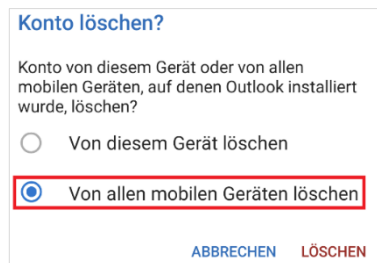 Konto löschen?
Konto von diesem Gerät oder von allen
mobilen Geräten, auf denen Outlook installiert
wurde, löschen?
Von diesem Gerät löschen
Von allen mobilen Geräten löschen
ABBRECHEN LÖSCHEN